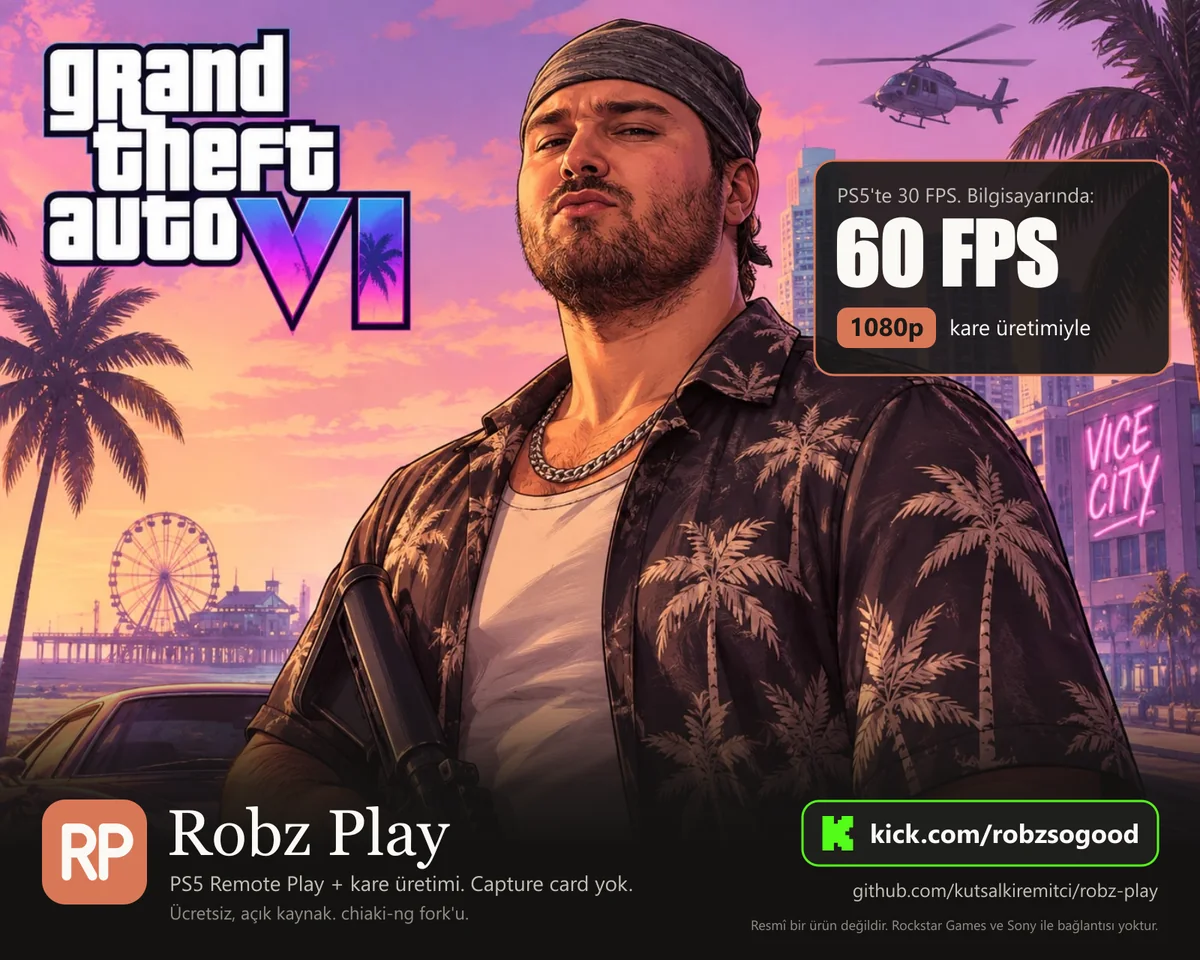 grand
theft
auto VI
PS5'te 30 FPS. Bilgisayarında:
60 FPS
1080p kare üretimiyle
VICE
CITY
RP
Robz Play
PS5 Remote Play + kare üretimi. Capture card yok.
Ücretsiz, açık kaynak. chiaki-ng fork'u.
K kick.com/robzsogood
github.com/kutsalkiremitci/robz-play
Resmî bir ürün değildir. Rockstar Games ve Sony ile bağlantısı yoktur.